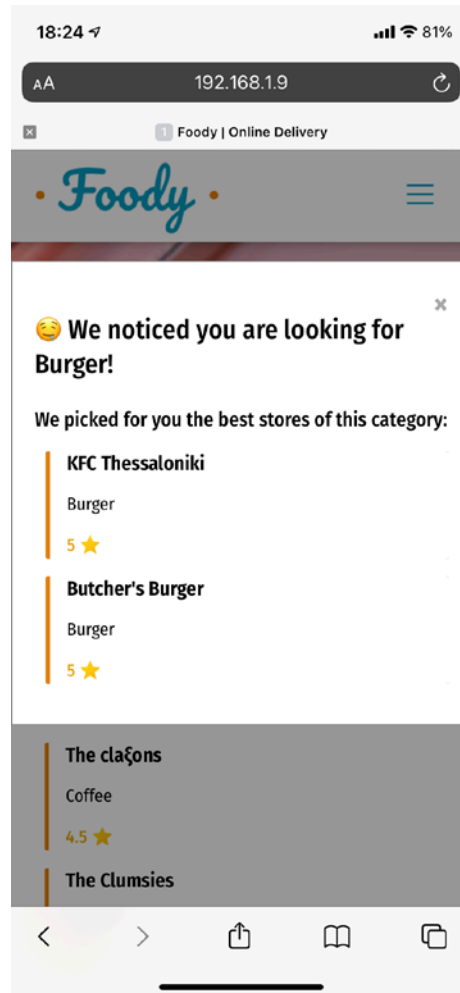 18:24
81%
AA
192.168.1.9
1 Foody | Online Delivery
· Foody ·
×
🤤 We noticed you are looking for
Burger!
We picked for you the best stores of this category:
KFC Thessaloniki
Burger
5 ⭐
Butcher's Burger
Burger
5 ⭐
The claξons
Coffee
4.5 ⭐
The Clumsies